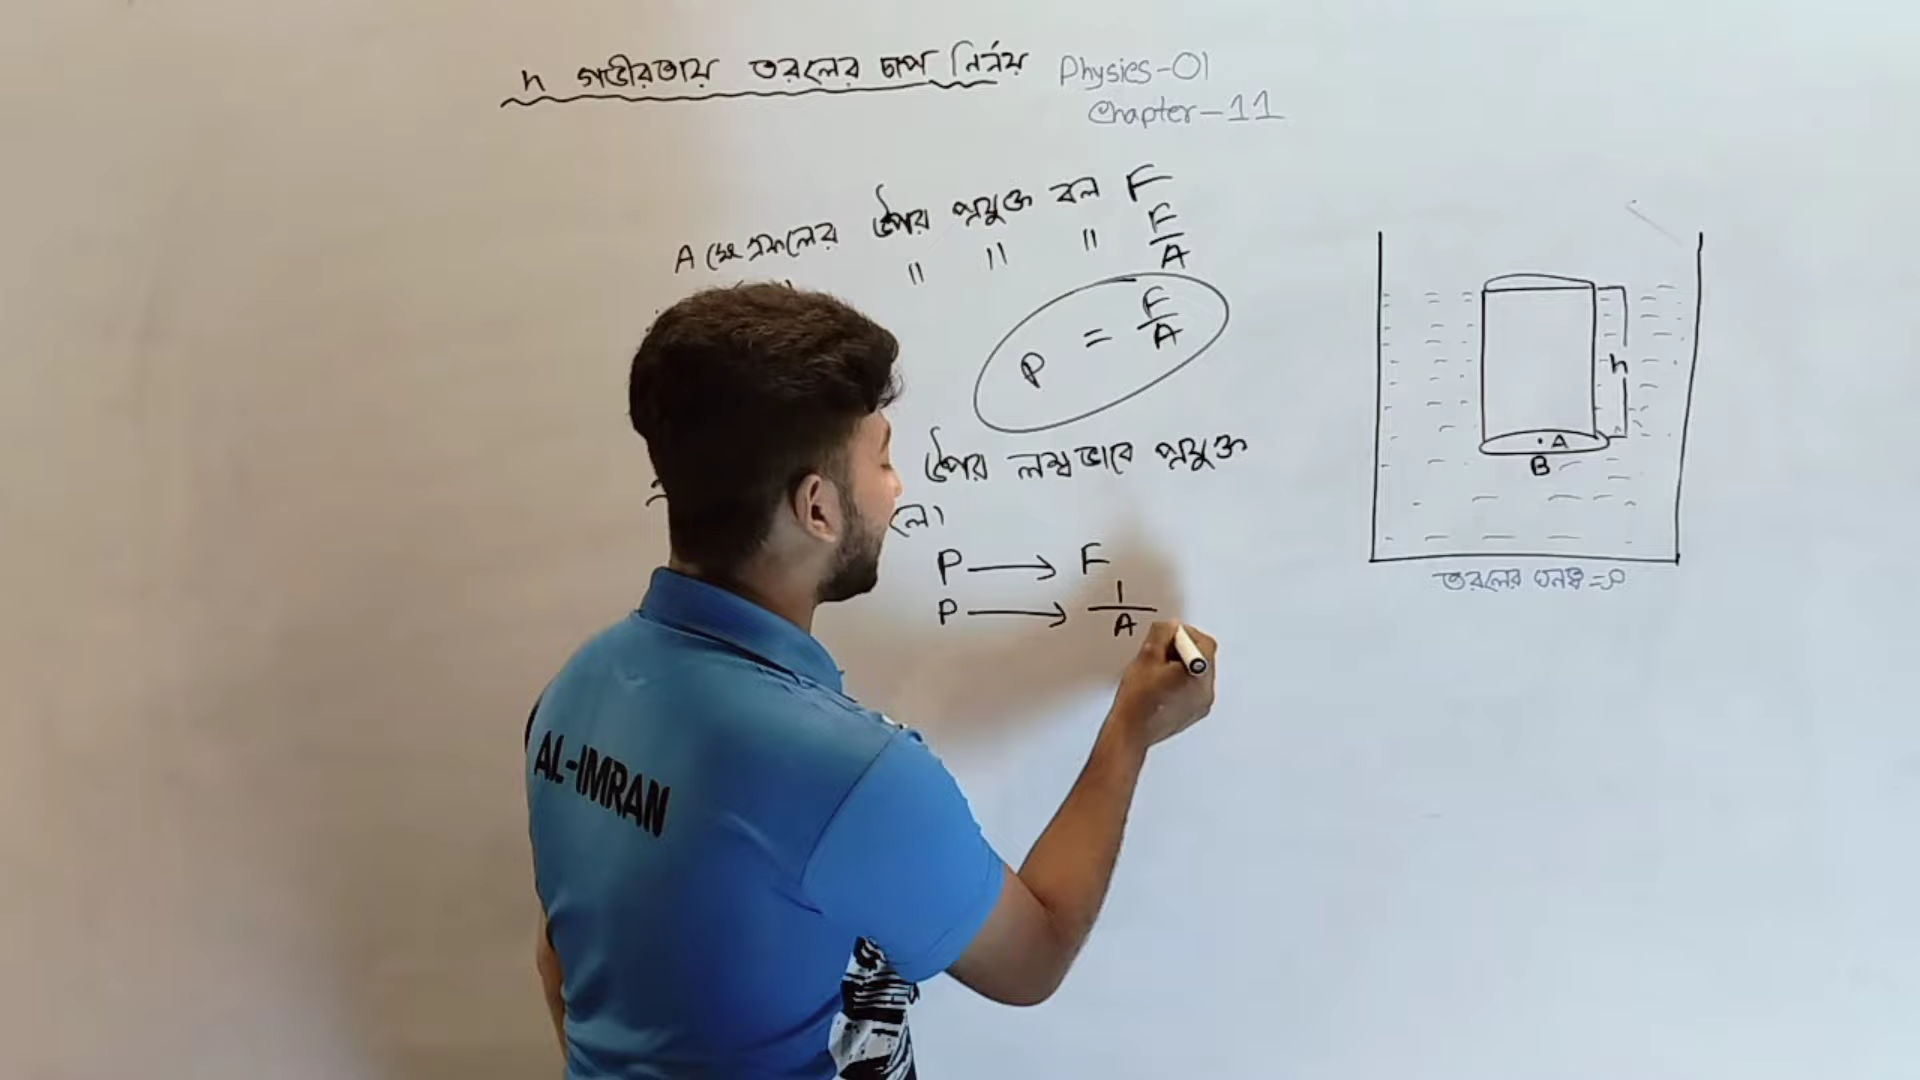 h গভীরতায় তরলের চাপ নির্নয়
Physics-01
Chapter-11
A ক্ষেত্রফলের উপর প্রযুক্ত বল F
" " " F/A
P = F/A
উপর লম্বভাবে প্রযুক্ত
P → F
P → 1/A
h
A
B
তরলের ঘনত্ব = ρ
AL-IMRAN